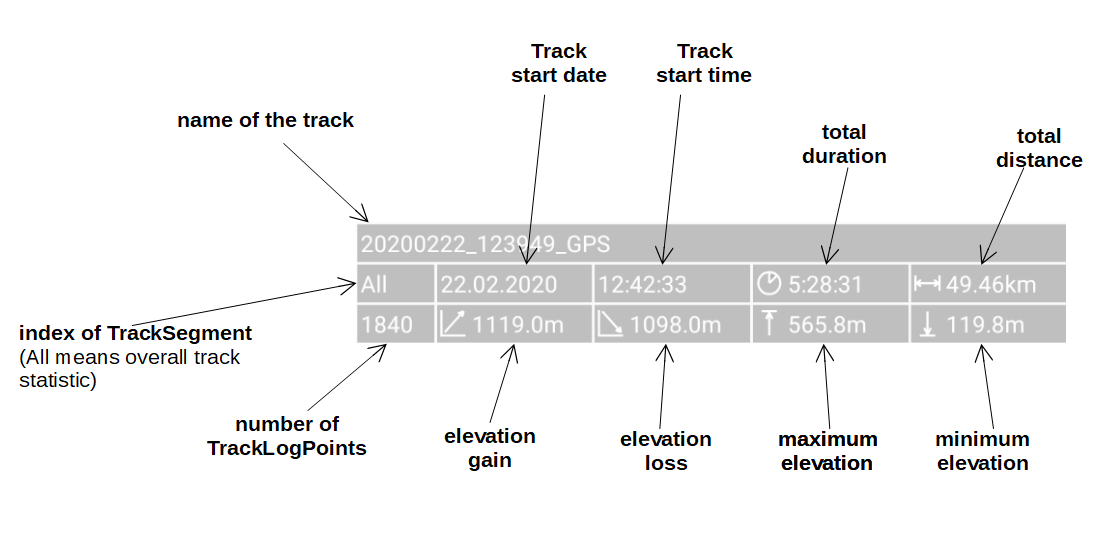 Track
start date
Track
start time
name of the track
total
duration
total
distance
20200222_123949_GPS
All 22.02.2020 12:42:33 5:28:31 49.46km
1840 1119.0m 1098.0m 565.8m 119.8m
index of TrackSegment
(All means overall track
statistic)
number of
TrackLogPoints
elevation
gain
elevation
loss
maximum
elevation
minimum
elevation